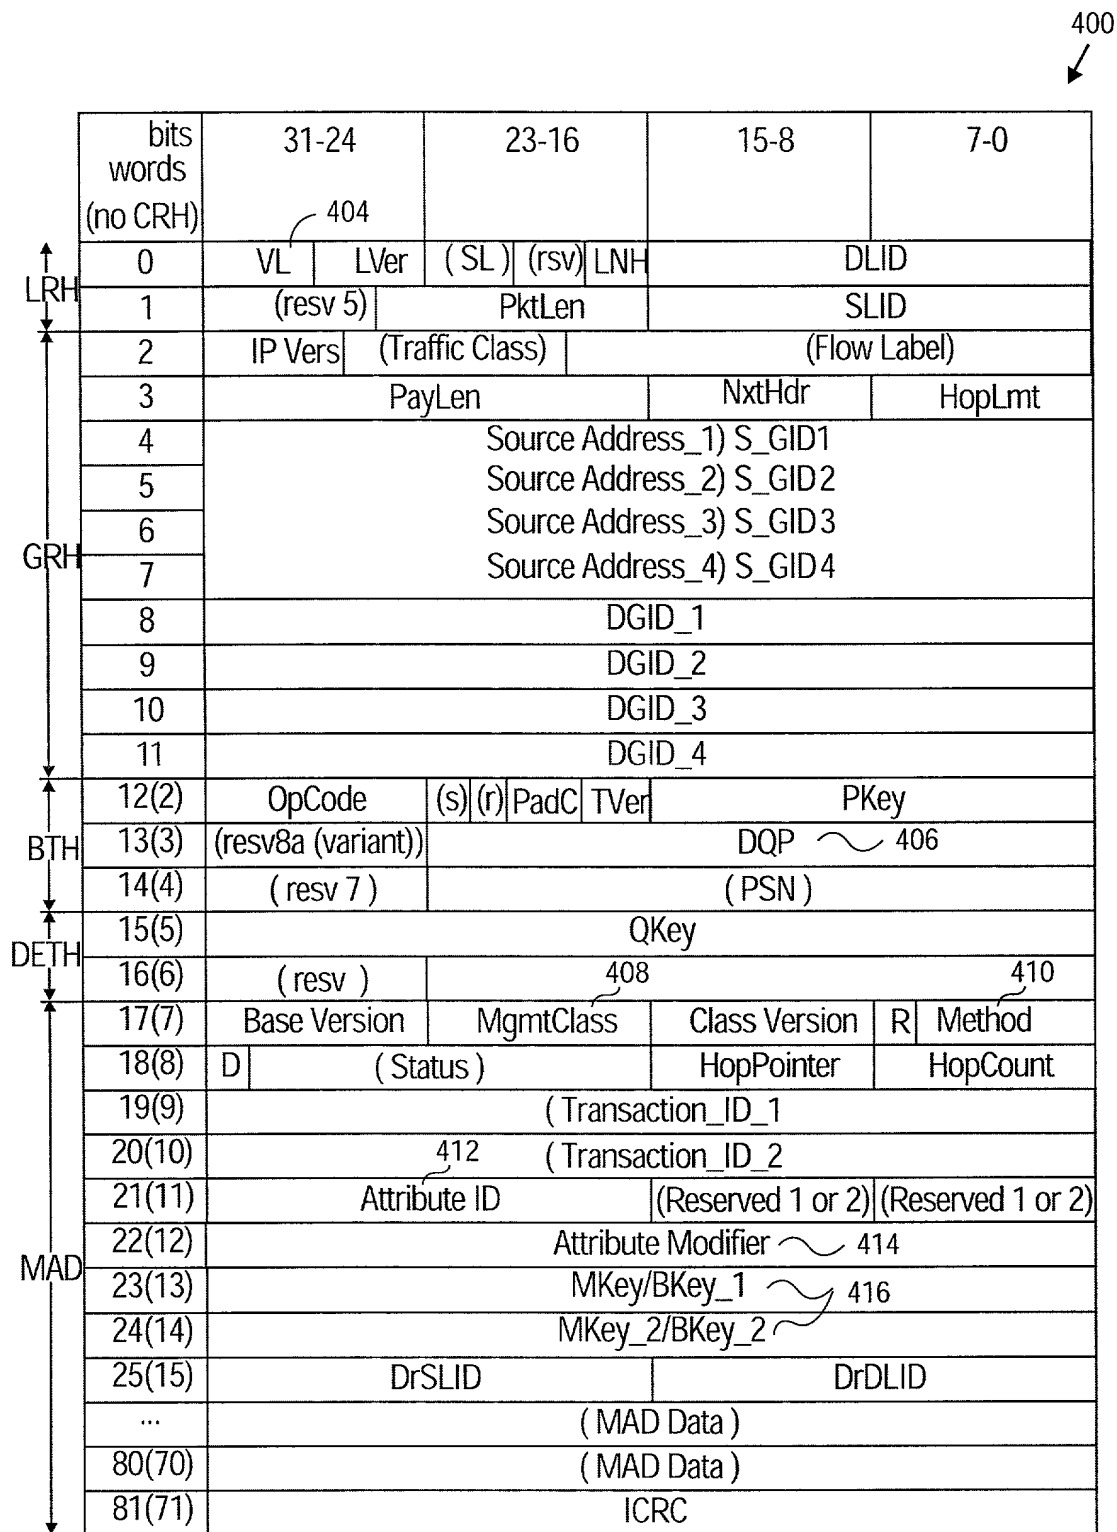 400
bits words (no CRH) 31-24 23-16 15-8 7-0
404
LRH
0 VL LVer ( SL ) (rsv) LNH DLID
1 (resv 5) PktLen SLID
GRH
2 IP Vers (Traffic Class) (Flow Label)
3 PayLen NxtHdr HopLmt
4 Source Address_1) S_GID1
5 Source Address_2) S_GID2
6 Source Address_3) S_GID3
7 Source Address_4) S_GID4
8 DGID_1
9 DGID_2
10 DGID_3
11 DGID_4
BTH
12(2) OpCode (s) (r) PadC TVer PKey
13(3) (resv8a (variant)) DQP 406
14(4) ( resv 7 ) ( PSN )
DETH
15(5) QKey
16(6) ( resv ) 408 410
MAD
17(7) Base Version MgmtClass Class Version R Method
18(8) D ( Status ) HopPointer HopCount
19(9) ( Transaction_ID_1
20(10) 412 ( Transaction_ID_2
21(11) Attribute ID (Reserved 1 or 2) (Reserved 1 or 2)
22(12) Attribute Modifier 414
23(13) MKey/BKey_1 416
24(14) MKey_2/BKey_2
25(15) DrSLID DrDLID
... ( MAD Data )
80(70) ( MAD Data )
81(71) ICRC